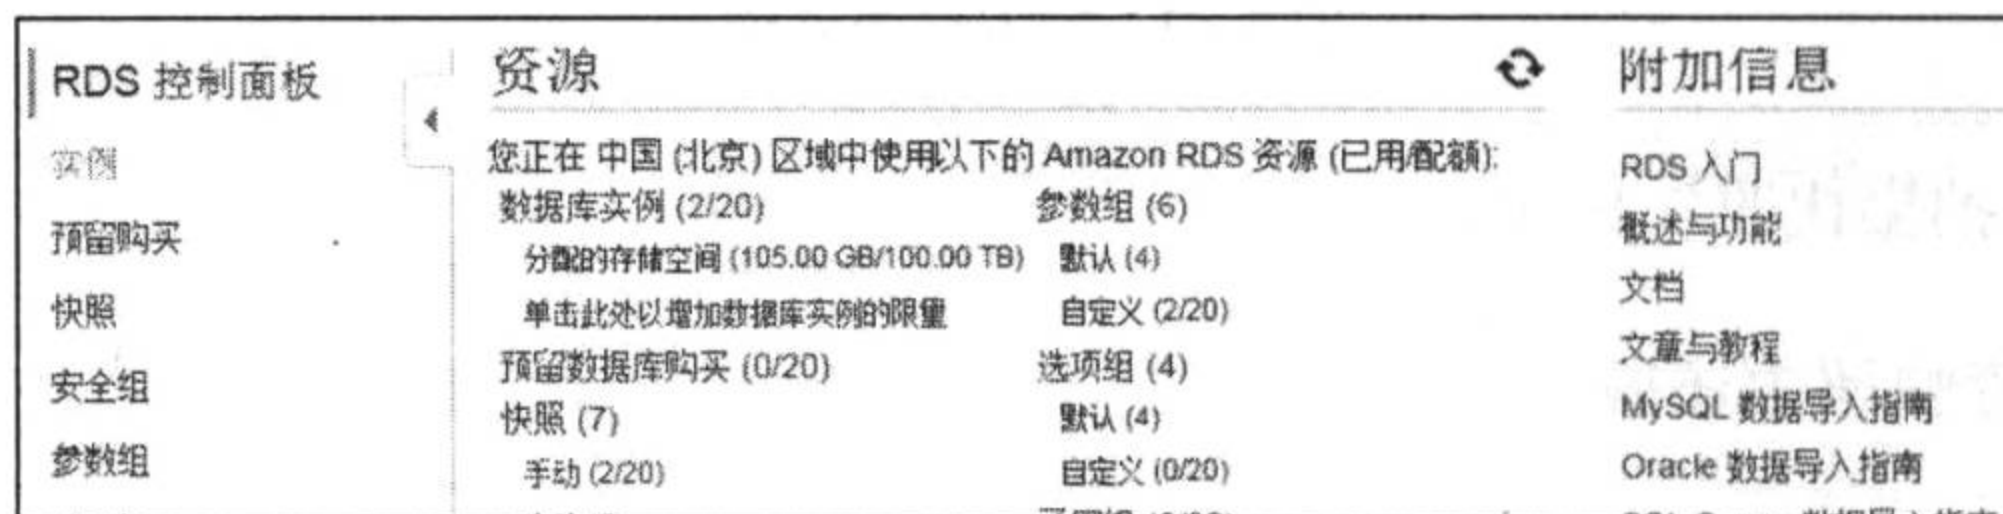 RDS 控制面板
实例
预留购买
快照
安全组
参数组
资源
您正在 中国 (北京) 区域中使用以下的 Amazon RDS 资源 (已用/配额):
数据库实例 (2/20)
分配的存储空间 (105.00 GB/100.00 TB)
单击此处以增加数据库实例的限量
预留数据库购买 (0/20)
快照 (7)
手动 (2/20)
参数组 (6)
默认 (4)
自定义 (2/20)
选项组 (4)
默认 (4)
自定义 (0/20)
附加信息
RDS 入门
概述与功能
文档
文章与教程
MySQL 数据导入指南
Oracle 数据导入指南